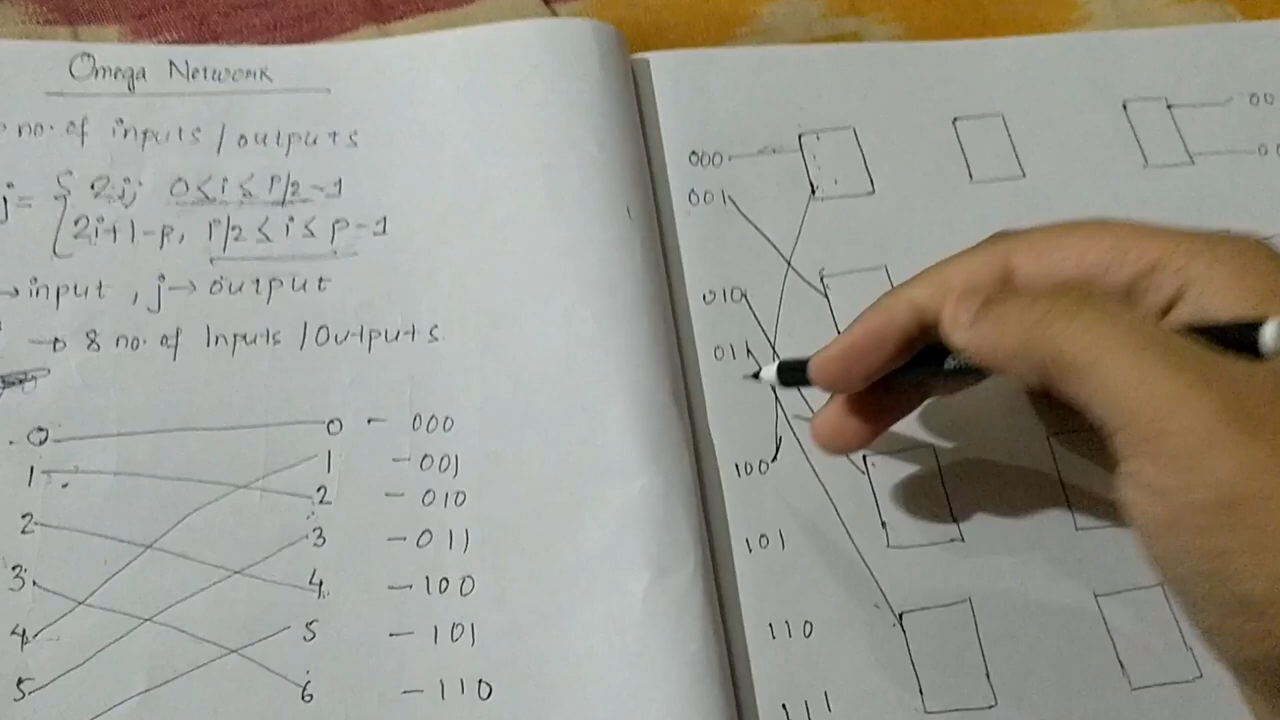 Omega Network
no. of inputs / outputs
j = { 2i, 0 ≤ i ≤ P/2 - 1
2i+1-p, P/2 ≤ i ≤ p-1
→ input, j → output
→ 8 no. of Inputs / Outputs.
0 0 - 000
1 1 - 001
2 2 - 010
3 3 - 011
4 4 - 100
5 5 - 101
6 - 110
000
001
010
011
100
101
110
111
00
00